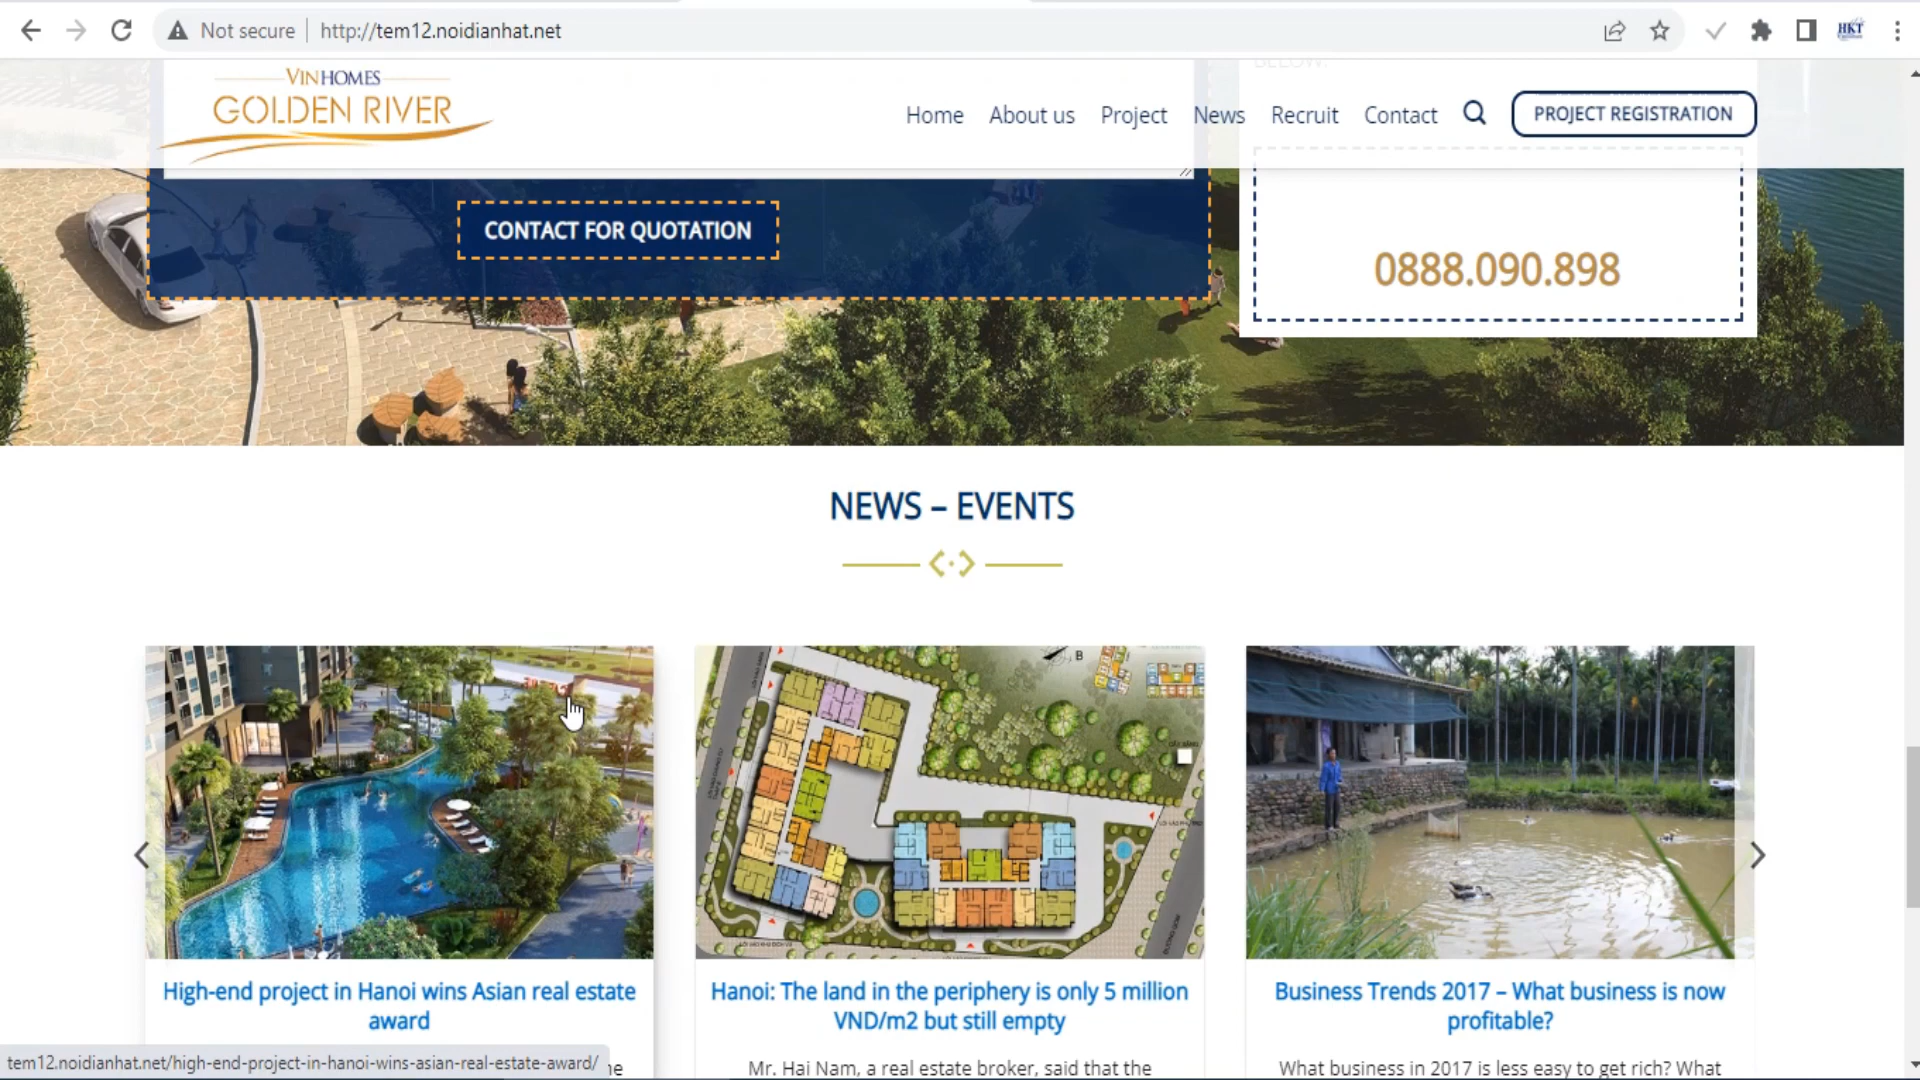 Not secure
http://tem12.noidianhat.net
HKT
BELOW:
VINHOMES
GOLDEN RIVER
Home
About us
Project
News
Recruit
Contact
PROJECT REGISTRATION
CONTACT FOR QUOTATION
0888.090.898
NEWS – EVENTS
B
High-end project in Hanoi wins Asian real estate
award
Hanoi: The land in the periphery is only 5 million
VND/m2 but still empty
Business Trends 2017 – What business is now
profitable?
tem12.noidianhat.net/high-end-project-in-hanoi-wins-asian-real-estate-award/
Mr. Hai Nam, a real estate broker, said that the
What business in 2017 is less easy to get rich? What